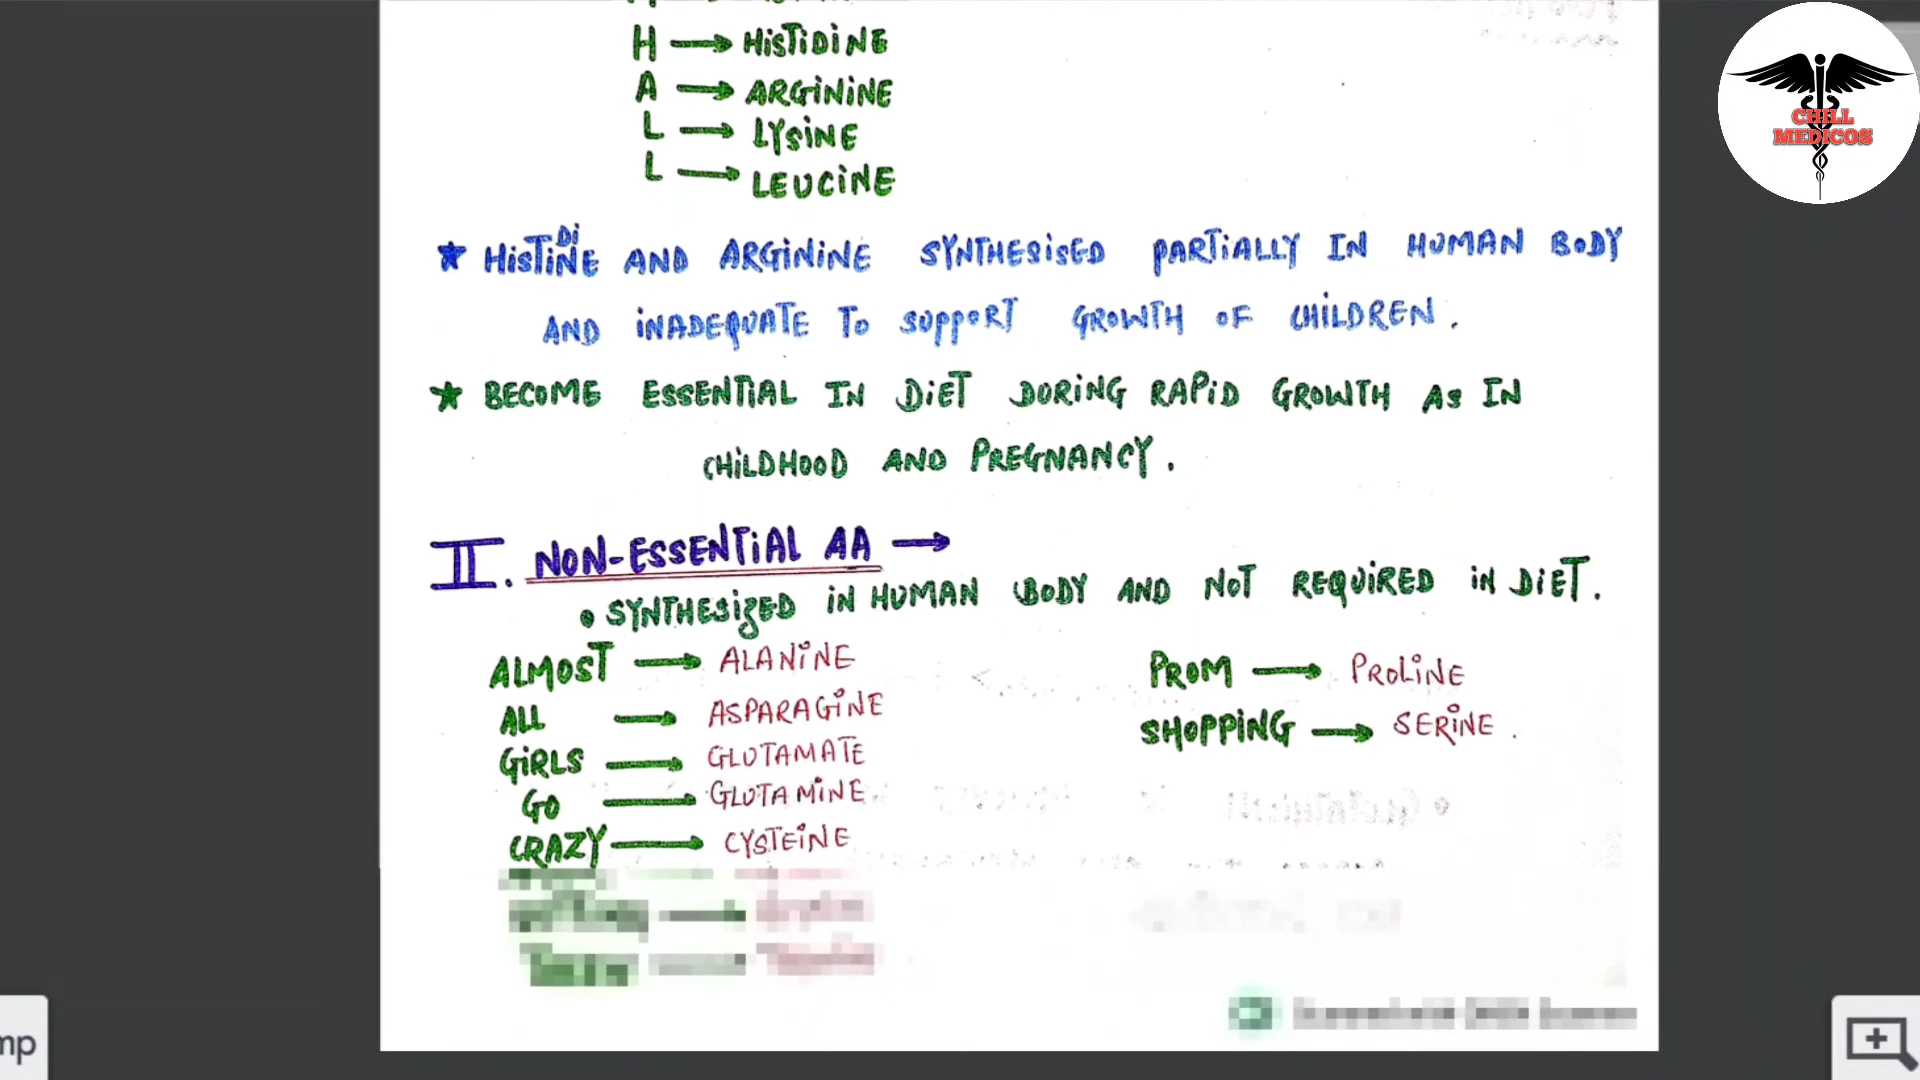 H → HISTIDINE
A → ARGININE
L → LYSINE
L → LEUCINE
★ HISTIDINE AND ARGININE SYNTHESISED PARTIALLY IN HUMAN BODY
AND INADEQUATE TO SUPPORT GROWTH OF CHILDREN.
★ BECOME ESSENTIAL IN DIET DURING RAPID GROWTH AS IN
CHILDHOOD AND PREGNANCY.
II. NON-ESSENTIAL AA →
• SYNTHESIZED IN HUMAN BODY AND NOT REQUIRED IN DIET.
ALMOST → ALANINE
ALL → ASPARAGINE
GIRLS → GLUTAMATE
GO → GLUTAMINE
CRAZY → CYSTEINE
PROM → PROLINE
SHOPPING → SERINE.
CHILL
MEDICOS
mp